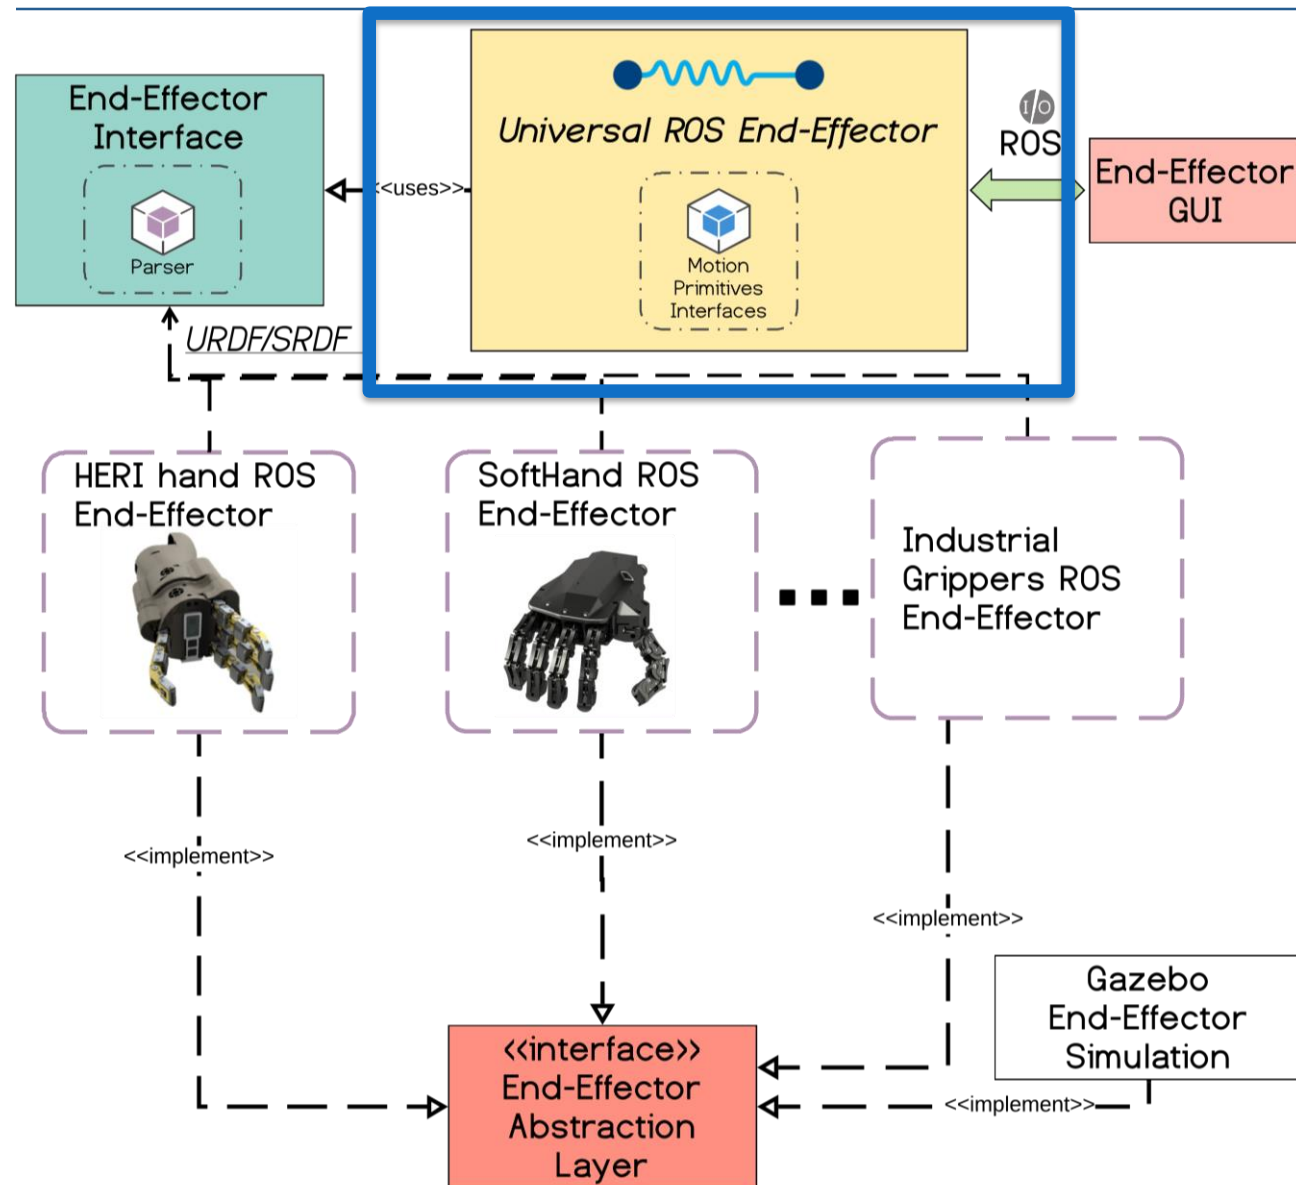 End-Effector
Interface
Parser
<<uses>>
Universal ROS End-Effector
Motion
Primitives
Interfaces
I/O
ROS
End-Effector
GUI
URDF/SRDF
HERI hand ROS
End-Effector
SoftHand ROS
End-Effector
Industrial
Grippers ROS
End-Effector
<<implement>>
<<implement>>
<<implement>>
Gazebo
End-Effector
Simulation
<<implement>>
<<interface>>
End-Effector
Abstraction
Layer